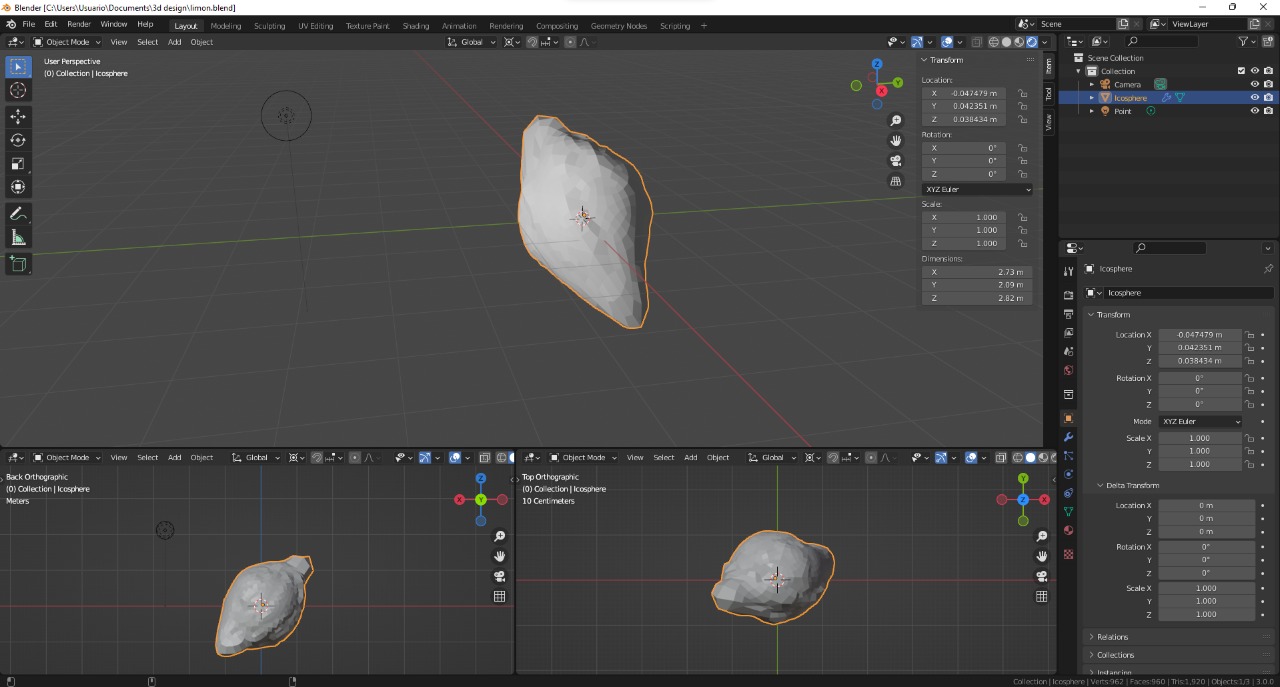 Blender [C:\Users\Usuario\Documents\3d design\limon.blend]
File Edit Render Window Help Layout Modeling Sculpting UV Editing Texture Paint Shading Animation Rendering Compositing Geometry Nodes Scripting + Scene ViewLayer
Object Mode View Select Add Object Global
User Perspective
(0) Collection | Icosphere
Z
Y
X
Transform
Location:
X -0.047479 m
Y 0.042351 m
Z 0.038434 m
Rotation:
X 0°
Y 0°
Z 0°
XYZ Euler
Scale:
X 1.000
Y 1.000
Z 1.000
Dimensions:
X 2.73 m
Y 2.09 m
Z 2.82 m
Item
Tool
View
Scene Collection
Collection
Camera
Icosphere
Point
Icosphere
Icosphere
Transform
Location X -0.047479 m
Y 0.042351 m
Z 0.038434 m
Rotation X 0°
Y 0°
Z 0°
Mode XYZ Euler
Scale X 1.000
Y 1.000
Z 1.000
Delta Transform
Location X 0 m
Y 0 m
Z 0 m
Rotation X 0°
Y 0°
Z 0°
Scale X 1.000
Y 1.000
Z 1.000
Relations
Collections
Instancing
Object Mode View Select Add Object Global
Back Orthographic
(0) Collection | Icosphere
Meters
Z
X Y
Object Mode View Select Add Object Global
Top Orthographic
(0) Collection | Icosphere
10 Centimeters
Y
Z X
Collection | Icosphere | Verts:962 | Faces:960 | Tris:1,920 | Objects:1/3 | 3.0.0